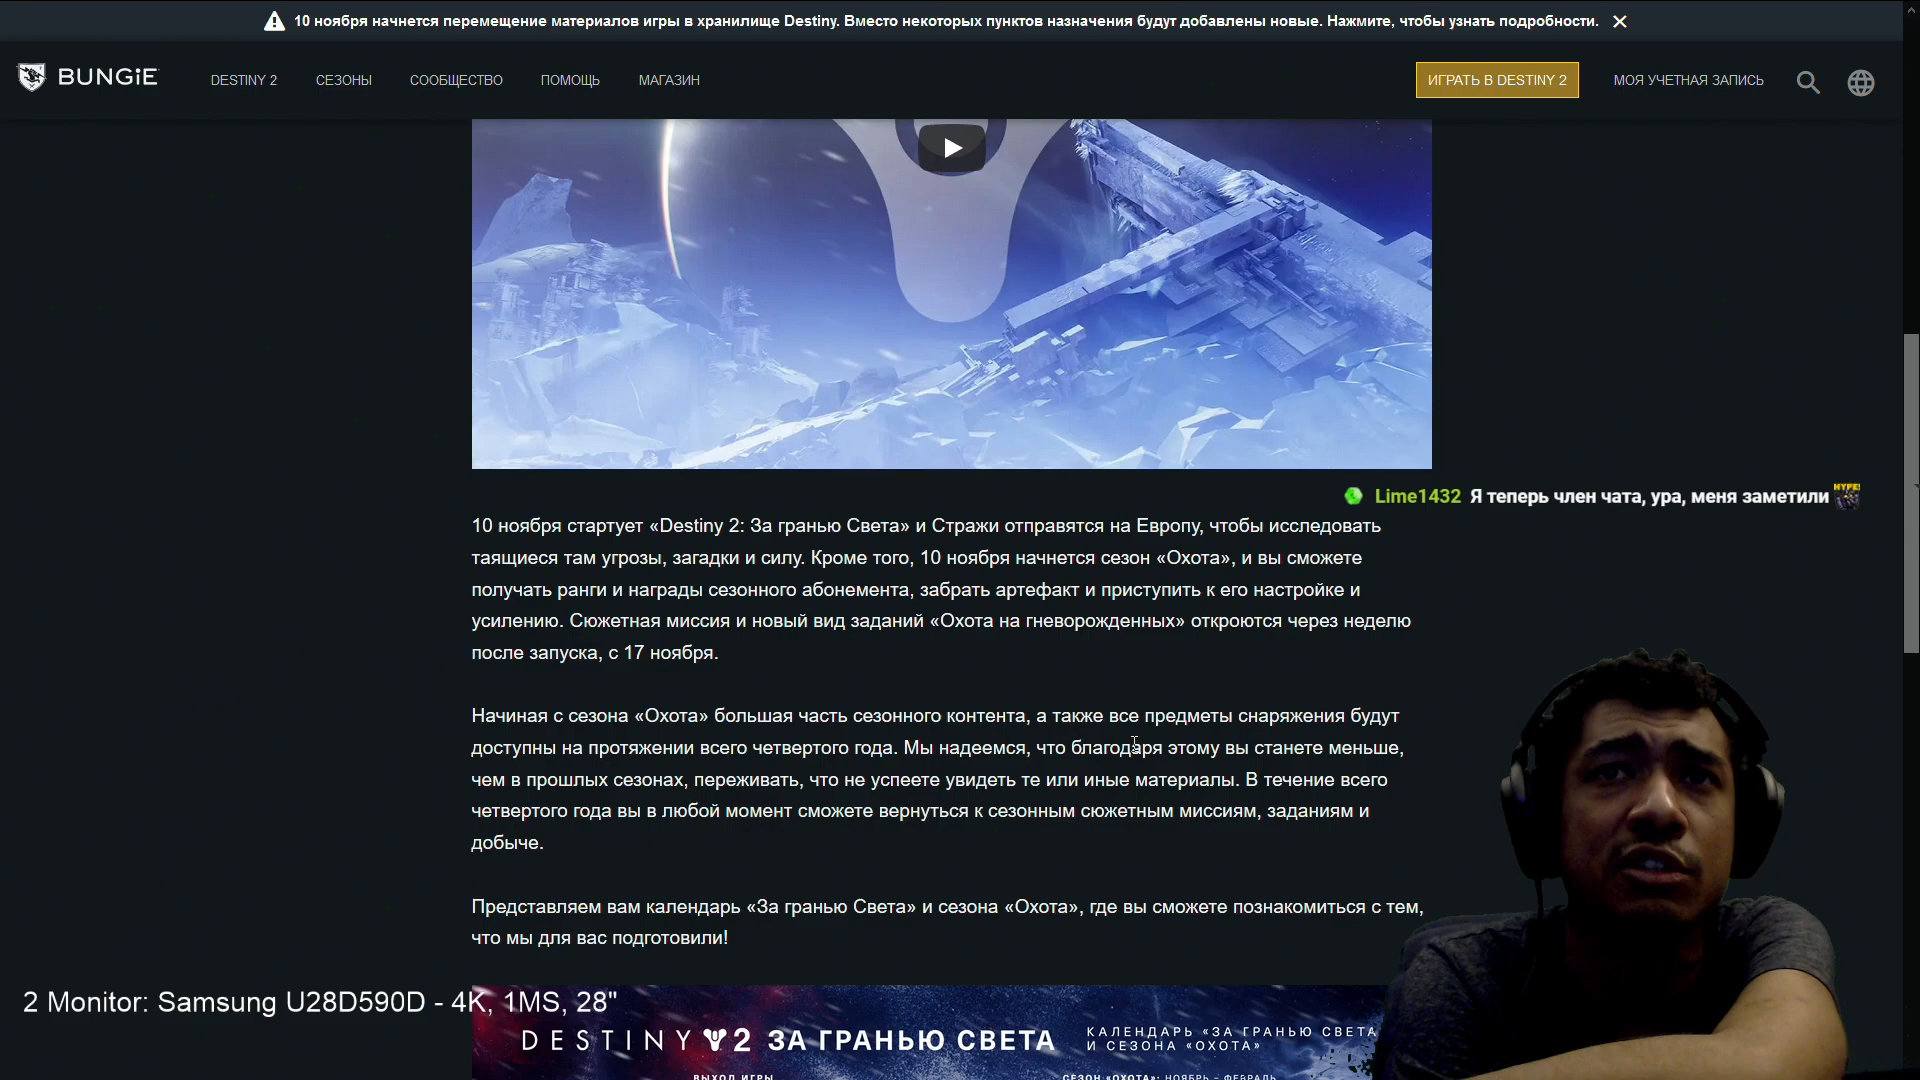 10 ноября начнется перемещение материалов игры в хранилище Destiny. Вместо некоторых пунктов назначения будут добавлены новые. Нажмите, чтобы узнать подробности.
BUNGiE
DESTINY 2
СЕЗОНЫ
СООБЩЕСТВО
ПОМОЩЬ
МАГАЗИН
ИГРАТЬ В DESTINY 2
МОЯ УЧЕТНАЯ ЗАПИСЬ
Lime1432 Я теперь член чата, ура, меня заметили HYPE!
10 ноября стартует «Destiny 2: За гранью Света» и Стражи отправятся на Европу, чтобы исследовать
таящиеся там угрозы, загадки и силу. Кроме того, 10 ноября начнется сезон «Охота», и вы сможете
получать ранги и награды сезонного абонемента, забрать артефакт и приступить к его настройке и
усилению. Сюжетная миссия и новый вид заданий «Охота на гневорожденных» откроются через неделю
после запуска, с 17 ноября.
Начиная с сезона «Охота» большая часть сезонного контента, а также все предметы снаряжения будут
доступны на протяжении всего четвертого года. Мы надеемся, что благодаря этому вы станете меньше,
чем в прошлых сезонах, переживать, что не успеете увидеть те или иные материалы. В течение всего
четвертого года вы в любой момент сможете вернуться к сезонным сюжетным миссиям, заданиям и
добыче.
Представляем вам календарь «За гранью Света» и сезона «Охота», где вы сможете познакомиться с тем,
что мы для вас подготовили!
2 Monitor: Samsung U28D590D - 4K, 1MS, 28"
DESTINY 2 ЗА ГРАНЬЮ СВЕТА
КАЛЕНДАРЬ «ЗА ГРАНЬЮ СВЕТА
И СЕЗОНА «ОХОТА»
ВЫХОД ИГРЫ
СЕЗОН «ОХОТА»: НОЯБРЬ – ФЕВРАЛЬ